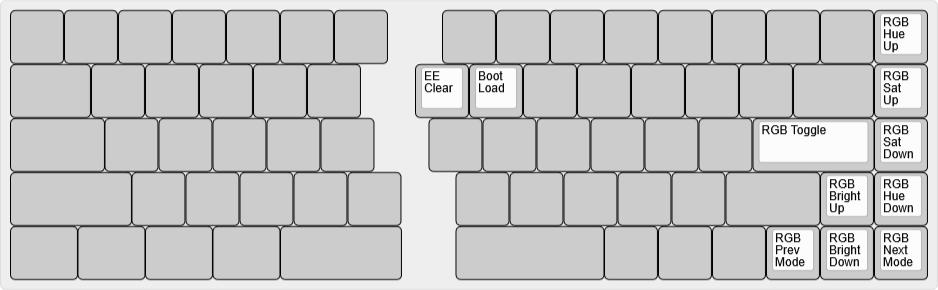 RGB
Hue
Up
EE
Clear
Boot
Load
RGB
Sat
Up
RGB Toggle
RGB
Sat
Down
RGB
Bright
Up
RGB
Hue
Down
RGB
Prev
Mode
RGB
Bright
Down
RGB
Next
Mode